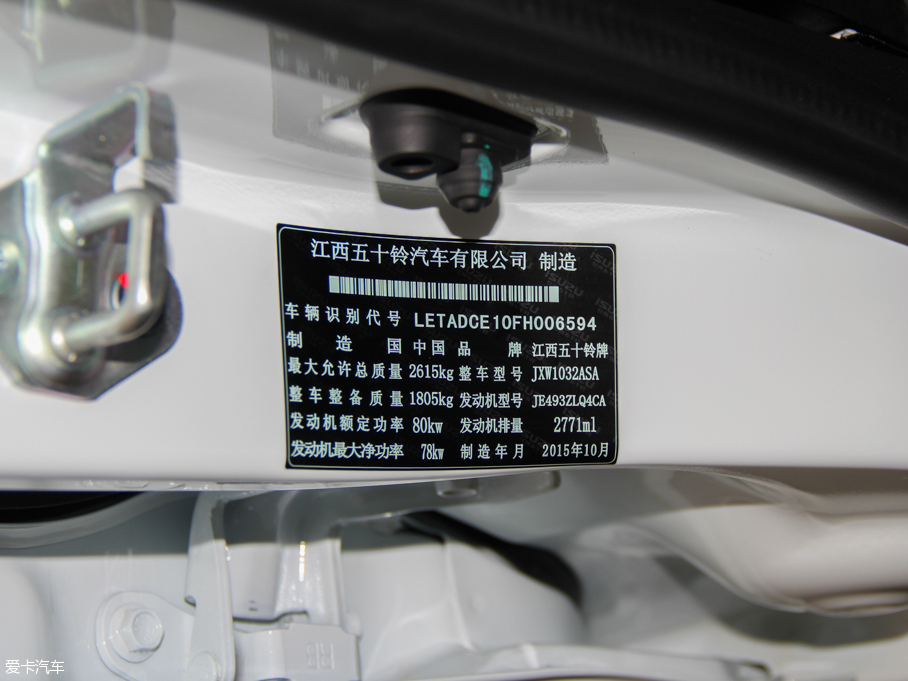 江西五十铃汽车有限公司 制造
车辆识别代号 LETADCE10FH006594
制造国 中国 品牌 江西五十铃牌
最大允许总质量 2615kg 整车型号 JXW1032ASA
整车整备质量 1805kg 发动机型号 JE493ZLQ4CA
发动机额定功率 80kw 发动机排量 2771ml
发动机最大净功率 78kw 制造年月 2015年10月
爱卡汽车